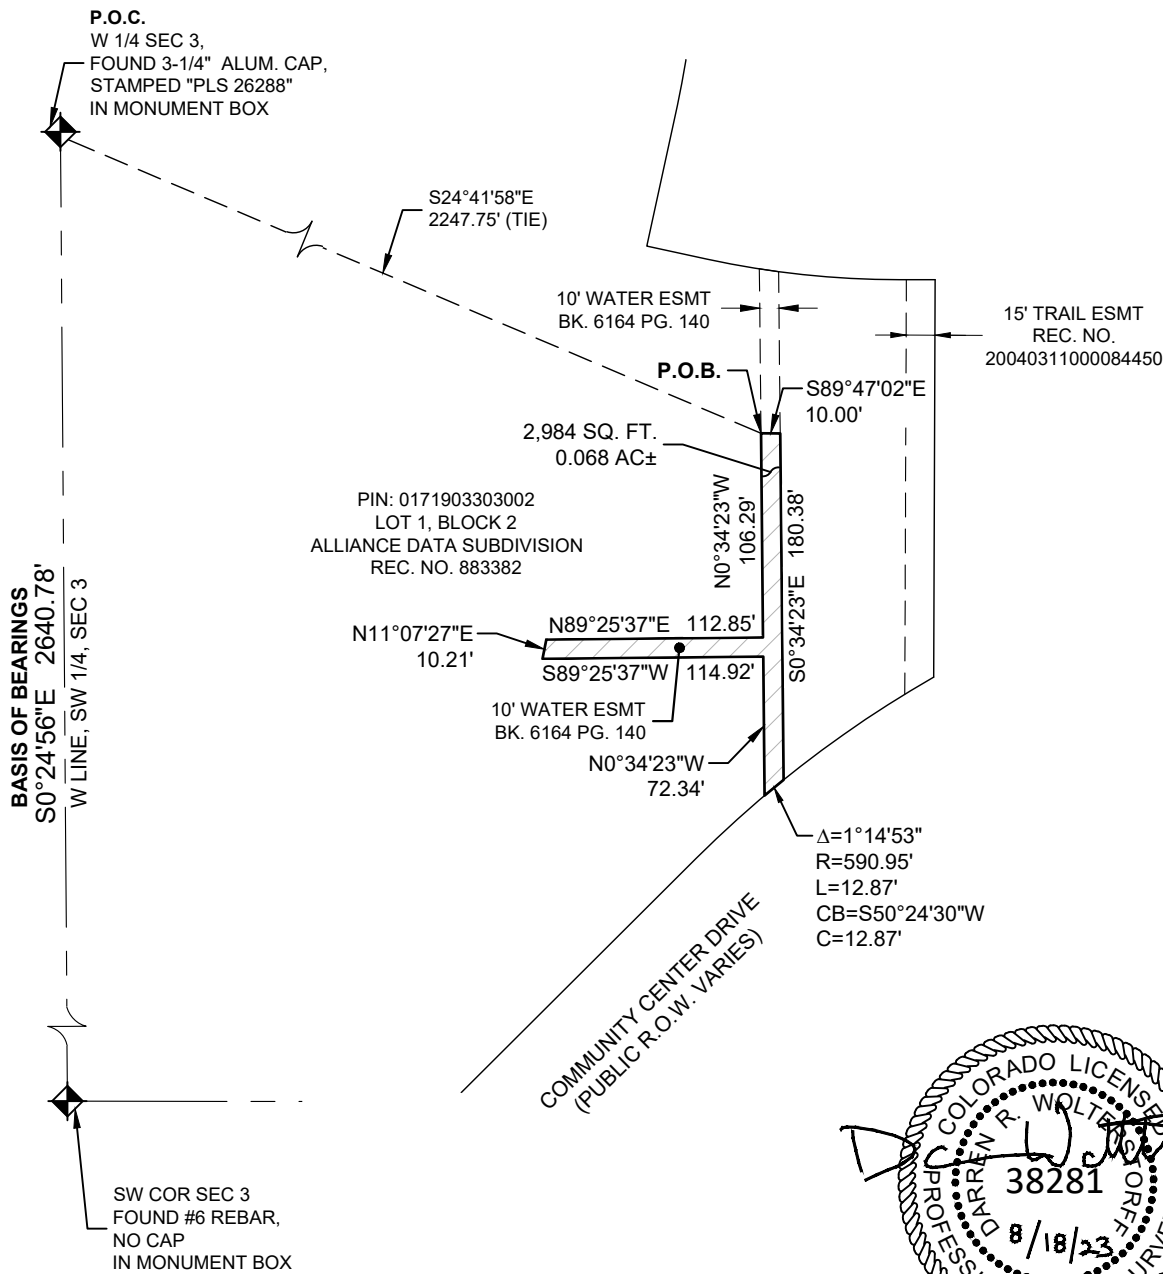 P.O.C.
W 1/4 SEC 3,
FOUND 3-1/4" ALUM. CAP,
STAMPED "PLS 26288"
IN MONUMENT BOX
S24°41'58"E
2247.75' (TIE)
10' WATER ESMT
BK. 6164 PG. 140
15' TRAIL ESMT
REC. NO.
20040311000084450
P.O.B.
S89°47'02"E
10.00'
2,984 SQ. FT.
0.068 AC±
PIN: 0171903303002
LOT 1, BLOCK 2
ALLIANCE DATA SUBDIVISION
REC. NO. 883382
N0°34'23"W
106.29'
S0°34'23"E 180.38'
BASIS OF BEARINGS
S0°24'56"E 2640.78'
W LINE, SW 1/4, SEC 3
N11°07'27"E
10.21'
N89°25'37"E 112.85'
S89°25'37"W 114.92'
10' WATER ESMT
BK. 6164 PG. 140
N0°34'23"W
72.34'
Δ=1°14'53"
R=590.95'
L=12.87'
CB=S50°24'30"W
C=12.87'
COMMUNITY CENTER DRIVE
(PUBLIC R.O.W. VARIES)
SW COR SEC 3
FOUND #6 REBAR,
NO CAP
IN MONUMENT BOX
COLORADO LICENSED
DARREN R. WOLTERSTORFF
38281
8/18/23